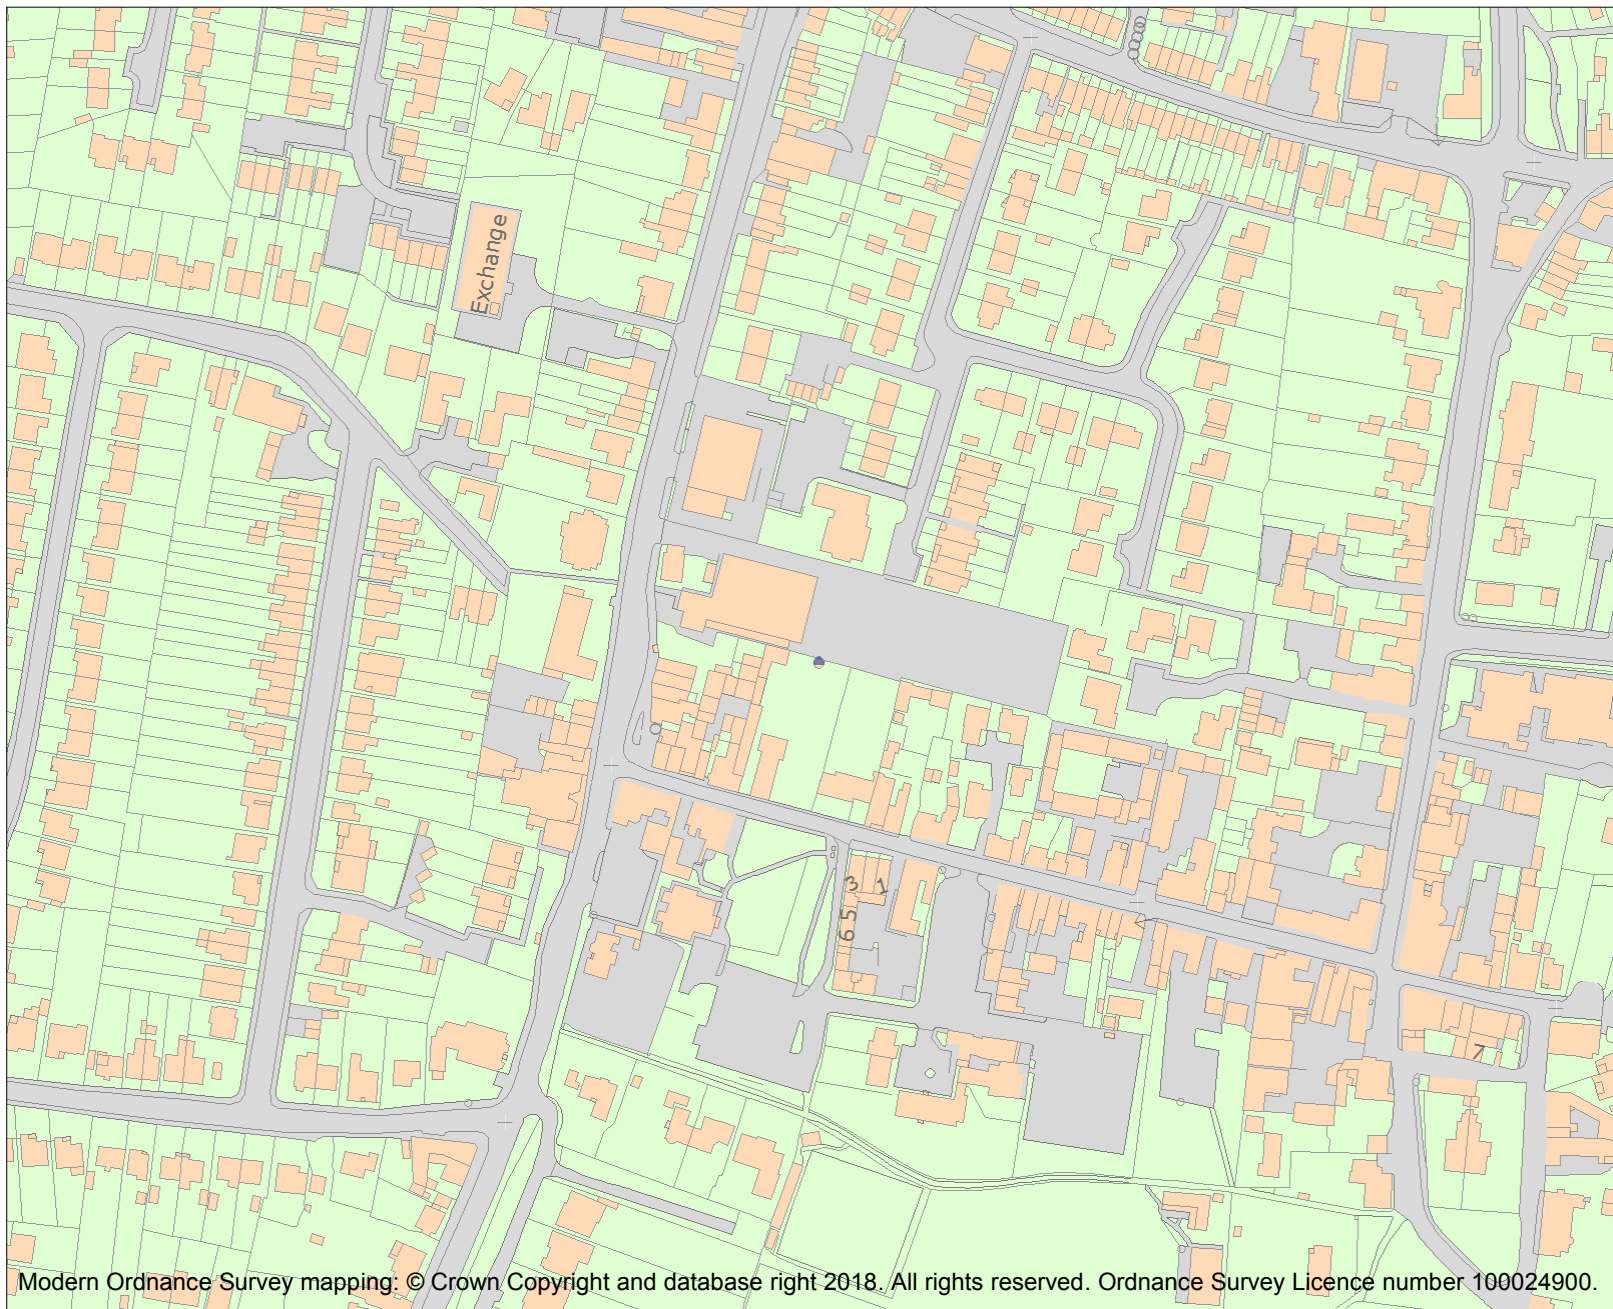 Exchange
3 1
6 5
7
Modern Ordnance Survey mapping: © Crown Copyright and database right 2018. All rights reserved. Ordnance Survey Licence number 100024900.